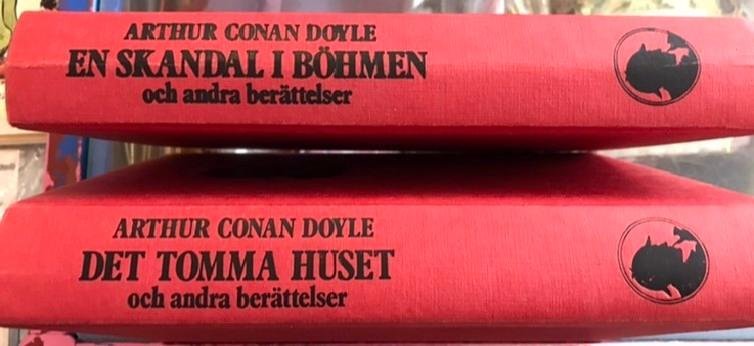 ARTHUR CONAN DOYLE
EN SKANDAL I BÖHMEN
och andra berättelser
ARTHUR CONAN DOYLE
DET TOMMA HUSET
och andra berättelser